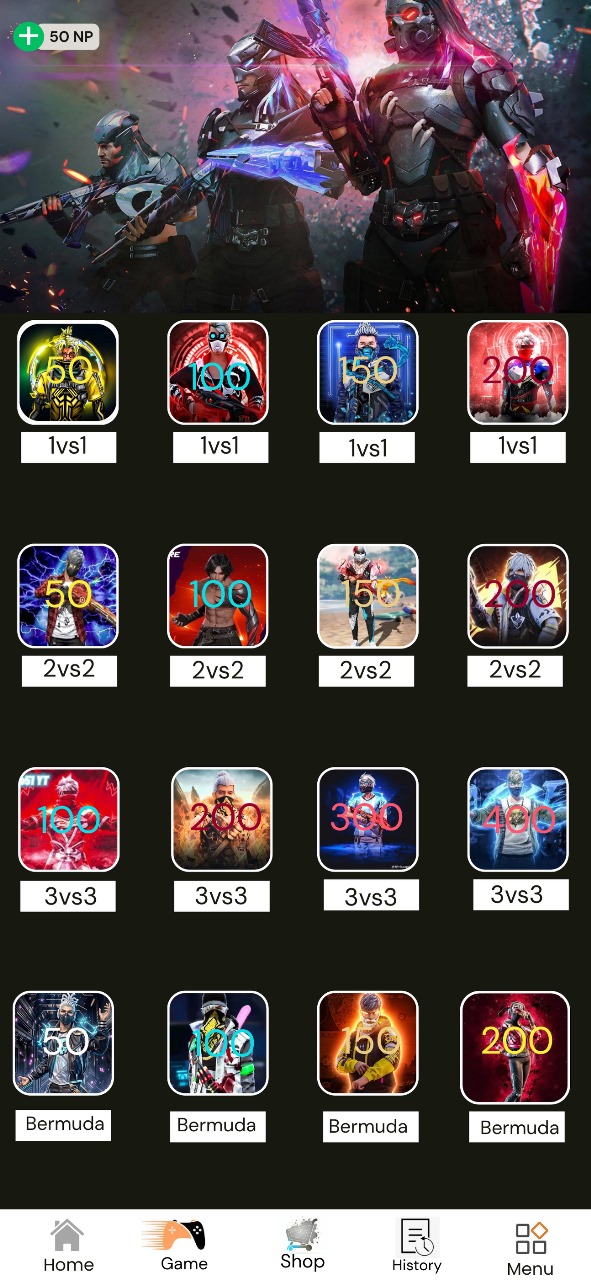 50 NP
50 100 150 200
1vs1 1vs1 1vs1 1vs1
RE
50 100 150 200
2vs2 2vs2 2vs2 2vs2
100 200 300 400
3vs3 3vs3 3vs3 3vs3
50 100 150 200
Bermuda Bermuda Bermuda Bermuda
Home Game Shop History Menu